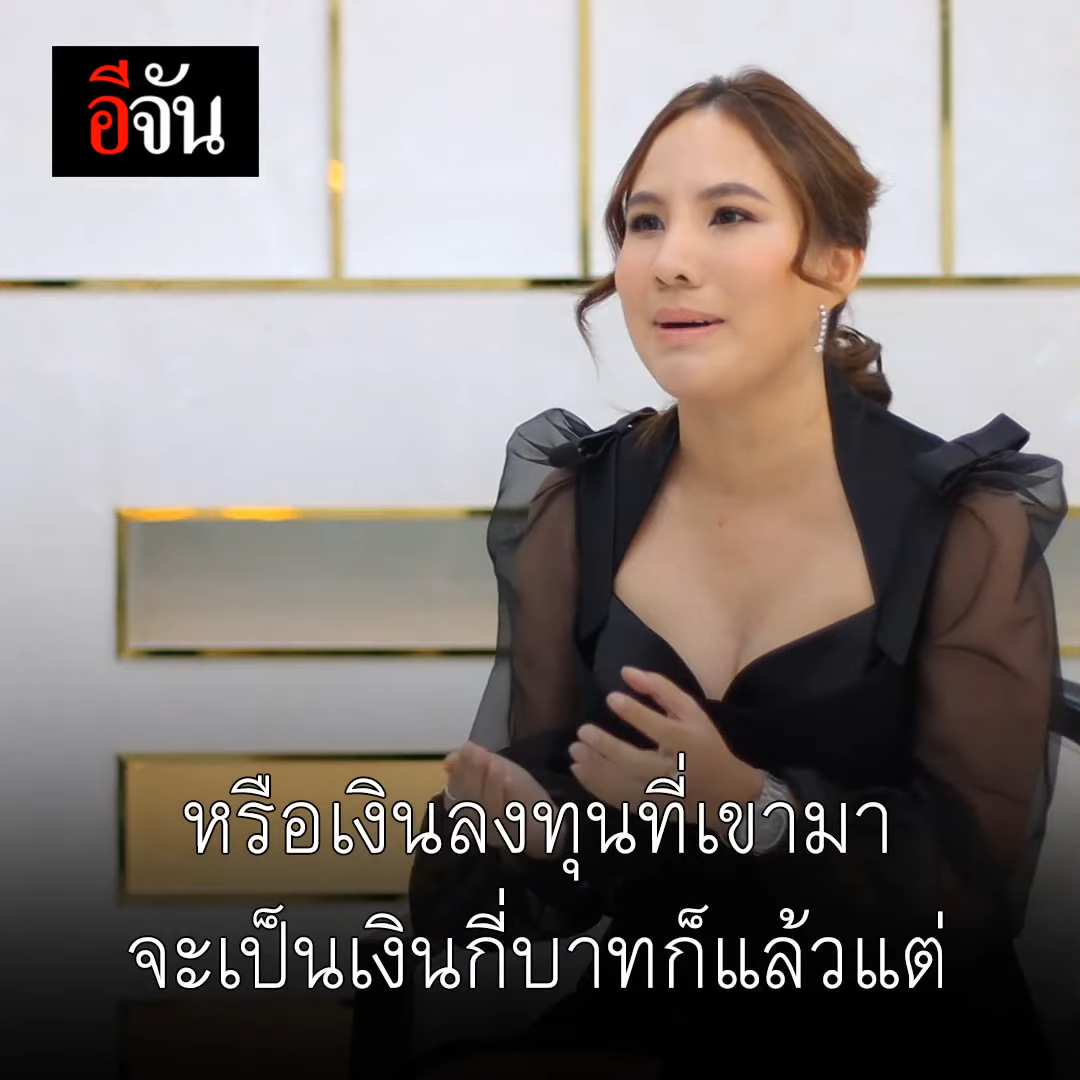 อีจัน
หรือเงินลงทุนที่เขามา
จะเป็นเงินกี่บาทก็แล้วแต่